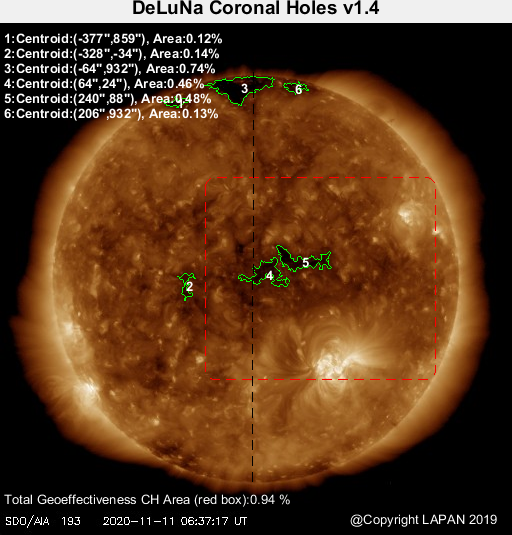 DeLuNa Coronal Holes v1.4
1:Centroid:(-377",859"), Area:0.12%
2:Centroid:(-328",-34"), Area:0.14%
3:Centroid:(-64",932"), Area:0.74%
4:Centroid:(64",24"), Area:0.46%
5:Centroid:(240",88"), Area:0.48%
6:Centroid:(206",932"), Area:0.13%
1
3
6
5
4
2
Total Geoeffectiveness CH Area (red box):0.94 %
SDO/AIA 193 2020-11-11 06:37:17 UT
@Copyright LAPAN 2019